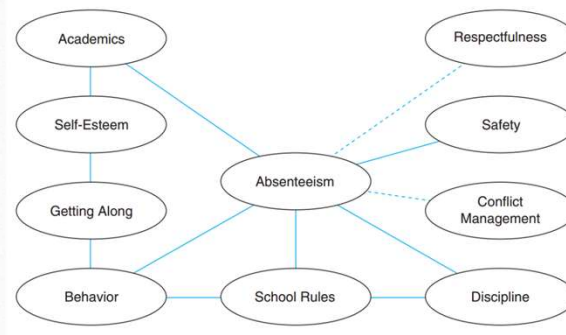 Academics
Respectfulness
Self-Esteem
Safety
Absenteeism
Getting Along
Conflict
Management
Behavior
School Rules
Discipline